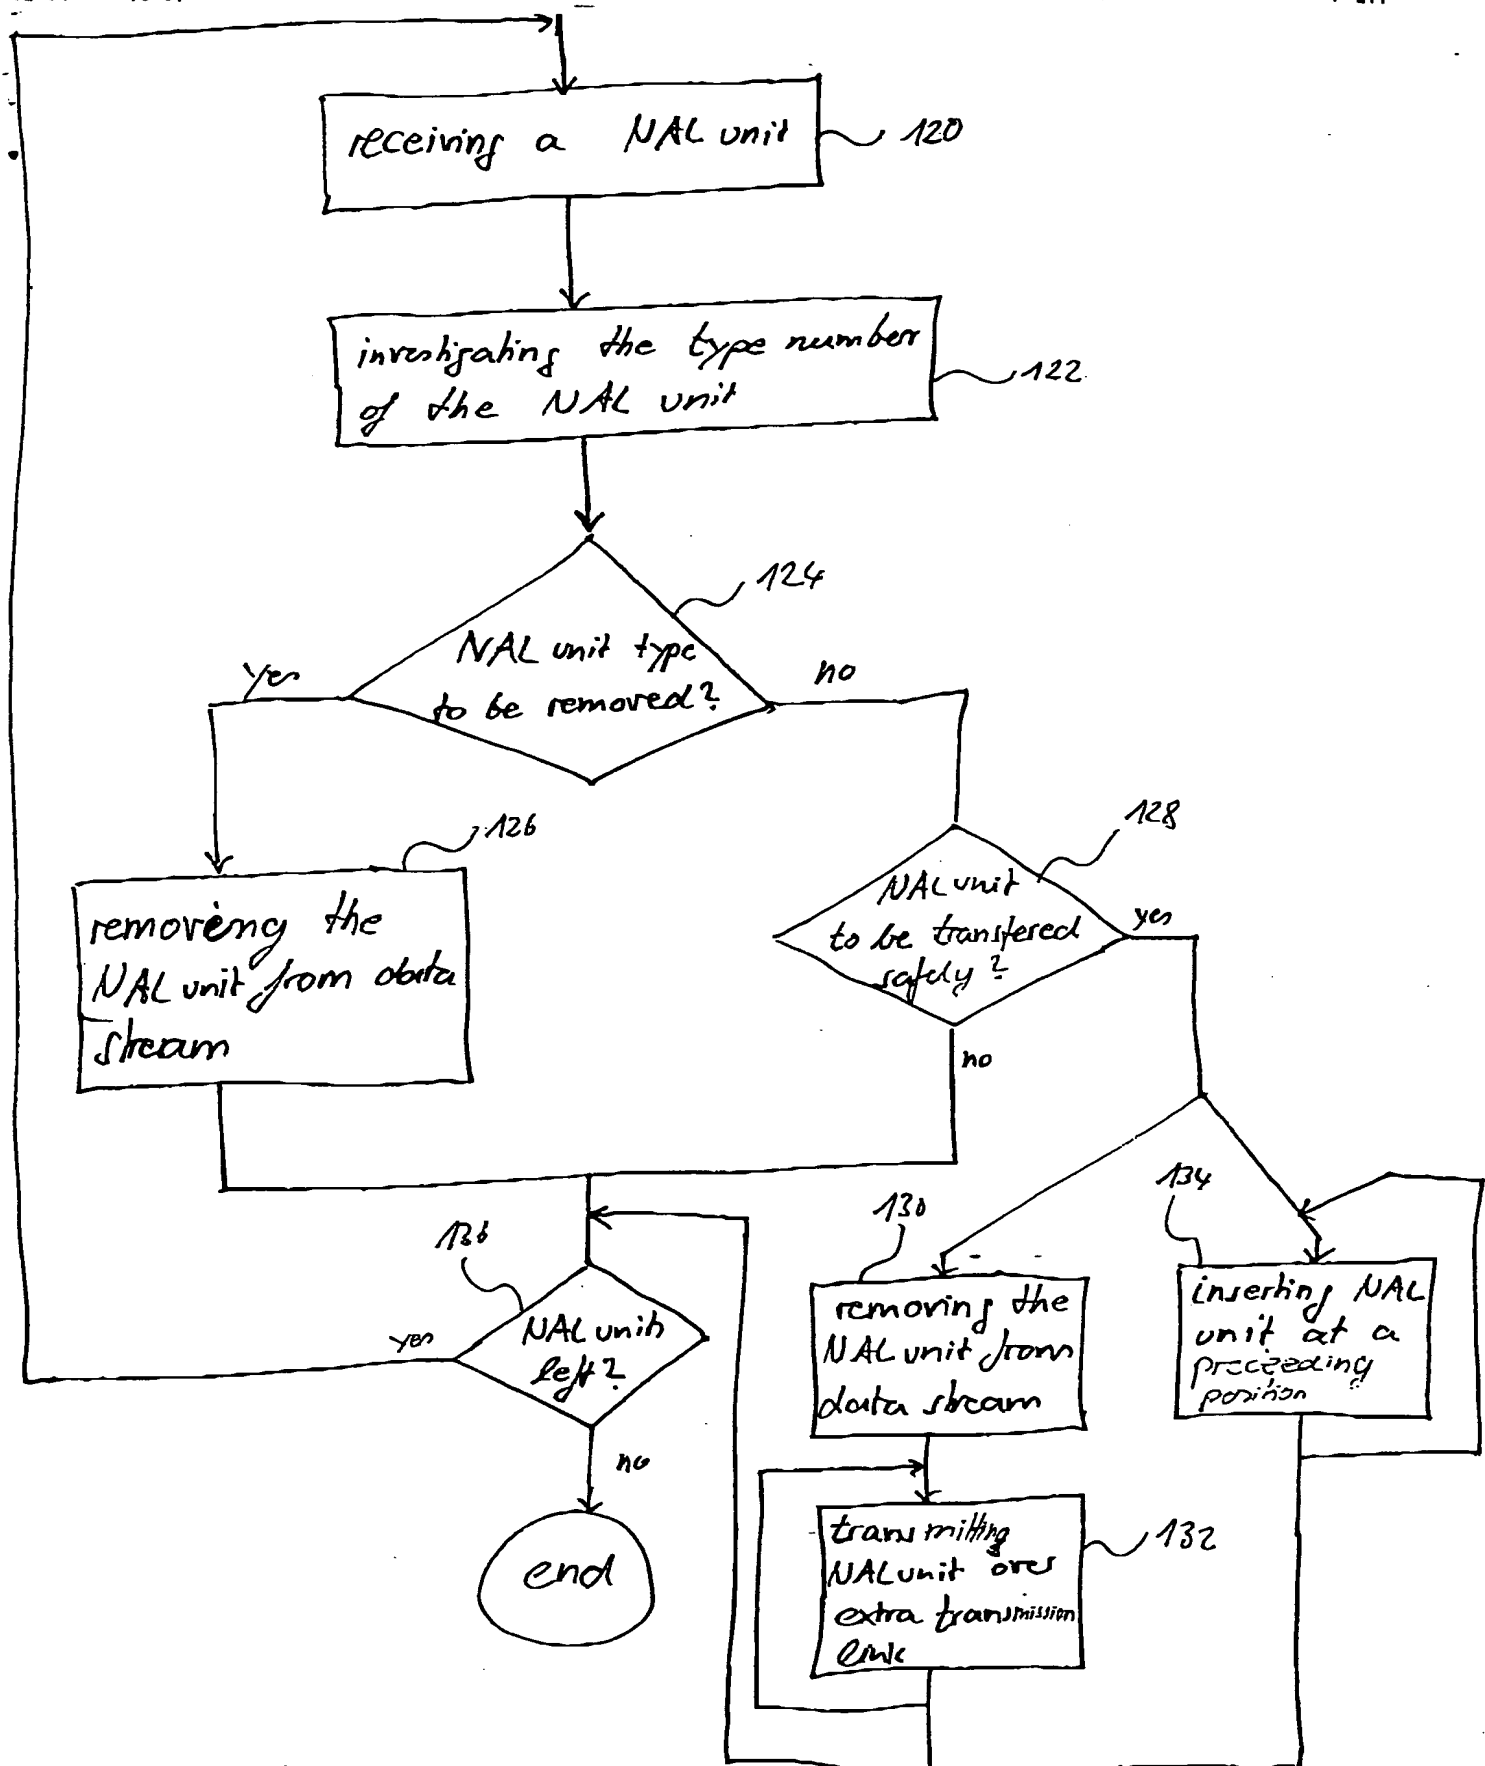 receiving a NAL unit
120
investigating the type number
of the NAL unit
122
124
NAL unit type
to be removed?
yes
no
126
removing the
NAL unit from data
stream
128
NAL unit
to be transfered
safely?
yes
no
136
NAL units
left?
yes
no
end
130
removing the
NAL unit from
data stream
134
inserting NAL
unit at a
preceeding
position
transmitting
NAL unit over
extra transmission
link
132